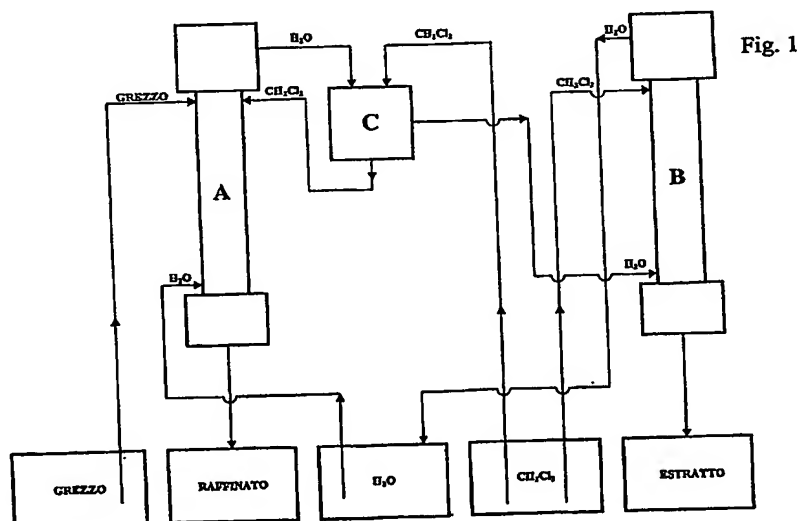 Fig. 1
H₂O
CH₂Cl₂
H₂O
GREZZO
CH₂Cl₂
C
CH₂Cl₂
A
B
H₂O
H₂O
GREZZO
RAFFINATO
H₂O
CH₂Cl₂
ESTRATTO